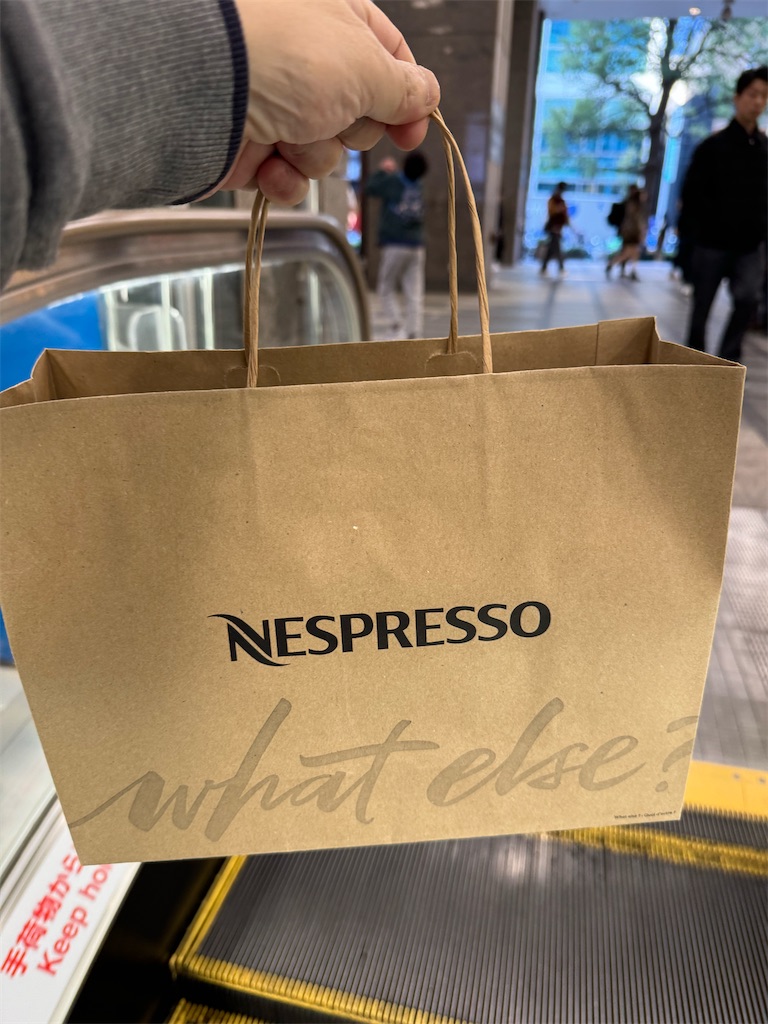 NESPRESSO
what else?
手荷物から
Keep ho